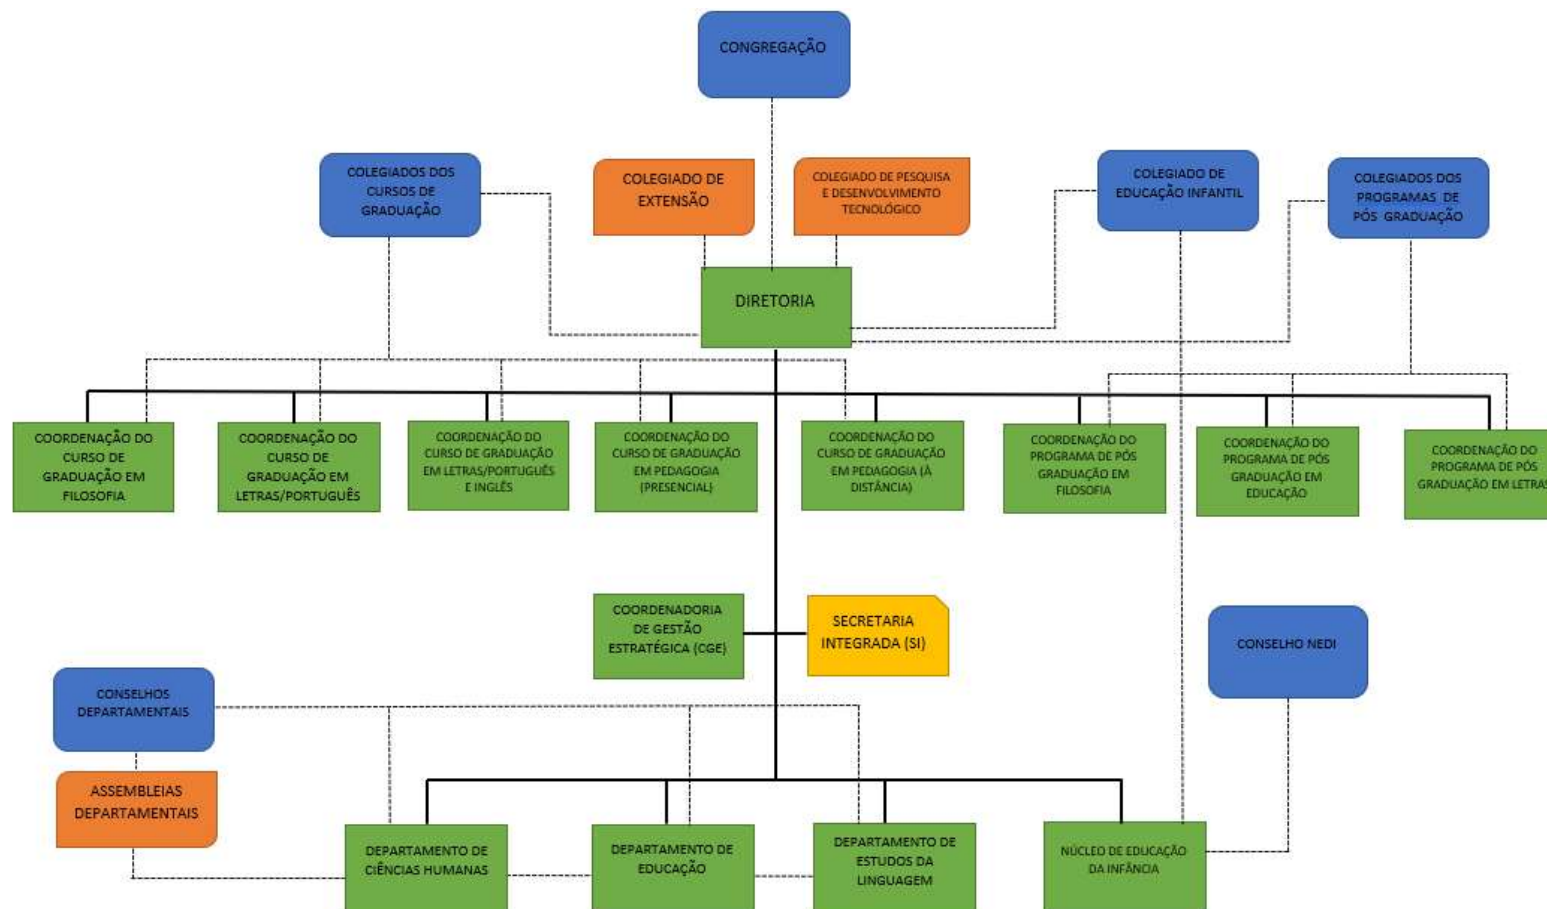 CONGREGAÇÃO
COLEGIADOS DOS
CURSOS DE
GRADUAÇÃO
COLEGIADO DE
EXTENSÃO
COLEGIADO DE PESQUISA
E DESENVOLVIMENTO
TECNOLÓGICO
COLEGIADO DE
EDUCAÇÃO INFANTIL
COLEGIADOS DOS
PROGRAMAS DE
PÓS GRADUAÇÃO
DIRETORIA
COORDENAÇÃO DO
CURSO DE
GRADUAÇÃO EM
FILOSOFIA
COORDENAÇÃO DO
CURSO DE
GRADUAÇÃO EM
LETRAS/PORTUGUÊS
COORDENAÇÃO DO
CURSO DE GRADUAÇÃO
EM LETRAS/PORTUGUÊS
E INGLÊS
COORDENAÇÃO DO
CURSO DE GRADUAÇÃO
EM PEDAGOGIA
(PRESENCIAL)
COORDENAÇÃO DO
CURSO DE GRADUAÇÃO
EM PEDAGOGIA (À
DISTÂNCIA)
COORDENAÇÃO DO
PROGRAMA DE PÓS
GRADUAÇÃO EM
FILOSOFIA
COORDENAÇÃO DO
PROGRAMA DE PÓS
GRADUAÇÃO EM
EDUCAÇÃO
COORDENAÇÃO DO
PROGRAMA DE PÓS
GRADUAÇÃO EM LETRAS
COORDENADORIA
DE GESTÃO
ESTRATÉGICA (CGE)
SECRETARIA
INTEGRADA (SI)
CONSELHO NEDI
CONSELHOS
DEPARTAMENTAIS
ASSEMBLEIAS
DEPARTAMENTAIS
DEPARTAMENTO DE
CIÊNCIAS HUMANAS
DEPARTAMENTO DE
EDUCAÇÃO
DEPARTAMENTO DE
ESTUDOS DA
LINGUAGEM
NÚCLEO DE EDUCAÇÃO
DA INFÂNCIA